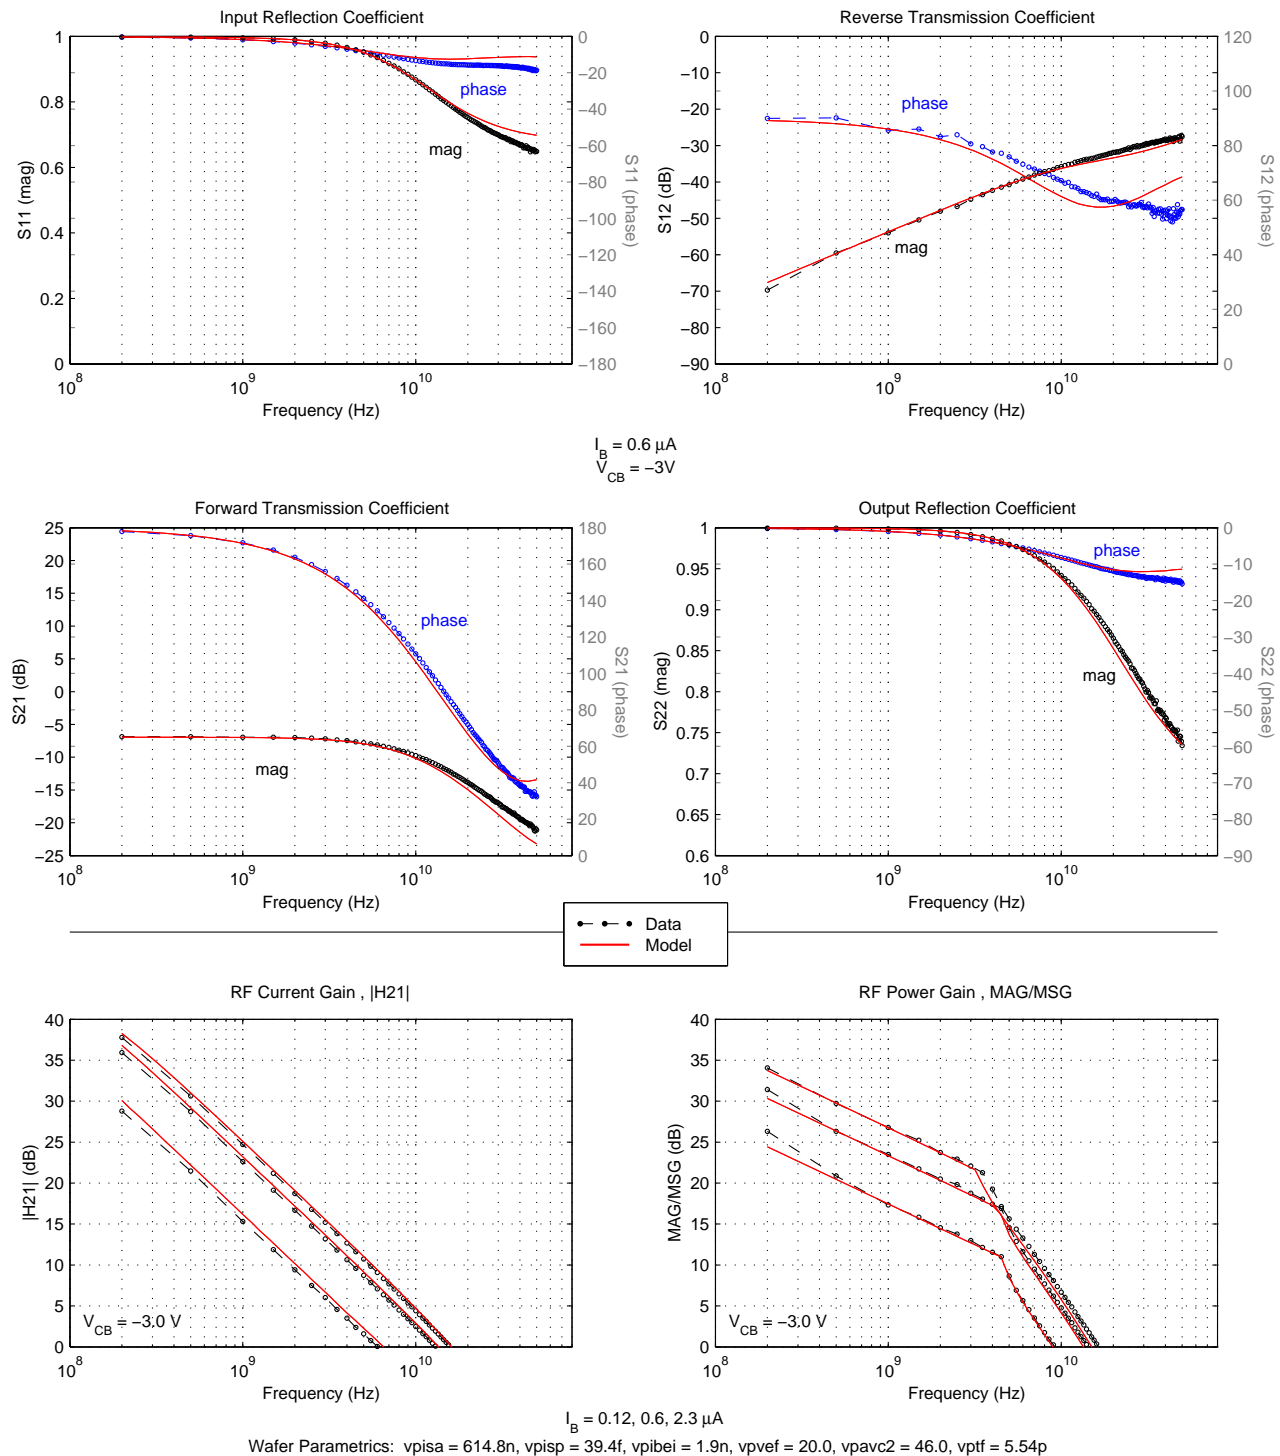 Input Reflection Coefficient
1
0.8
0.6
0.4
0.2
0
S11 (mag)
0
−20
−40
−60
−80
−100
−120
−140
−160
−180
S11 (phase)
phase
mag
10^8
10^9
10^10
Frequency (Hz)
Reverse Transmission Coefficient
0
−10
−20
−30
−40
−50
−60
−70
−80
−90
S12 (dB)
120
100
80
60
40
20
0
S12 (phase)
phase
mag
10^8
10^9
10^10
Frequency (Hz)
I_B = 0.6 μA
V_CB = −3V
Forward Transmission Coefficient
25
20
15
10
5
0
−5
−10
−15
−20
−25
S21 (dB)
180
160
140
120
100
80
60
40
20
0
S21 (phase)
phase
mag
10^8
10^9
10^10
Frequency (Hz)
Output Reflection Coefficient
1
0.95
0.9
0.85
0.8
0.75
0.7
0.65
0.6
S22 (mag)
0
−10
−20
−30
−40
−50
−60
−70
−80
−90
S22 (phase)
phase
mag
10^8
10^9
10^10
Frequency (Hz)
Data
Model
RF Current Gain , |H21|
40
35
30
25
20
15
10
5
0
|H21| (dB)
V_CB = −3.0 V
10^8
10^9
10^10
Frequency (Hz)
RF Power Gain , MAG/MSG
40
35
30
25
20
15
10
5
0
MAG/MSG (dB)
V_CB = −3.0 V
10^8
10^9
10^10
Frequency (Hz)
I_B = 0.12, 0.6, 2.3 μA
Wafer Parametrics: vpisa = 614.8n, vpisp = 39.4f, vpibei = 1.9n, vpvef = 20.0, vpavc2 = 46.0, vptf = 5.54p